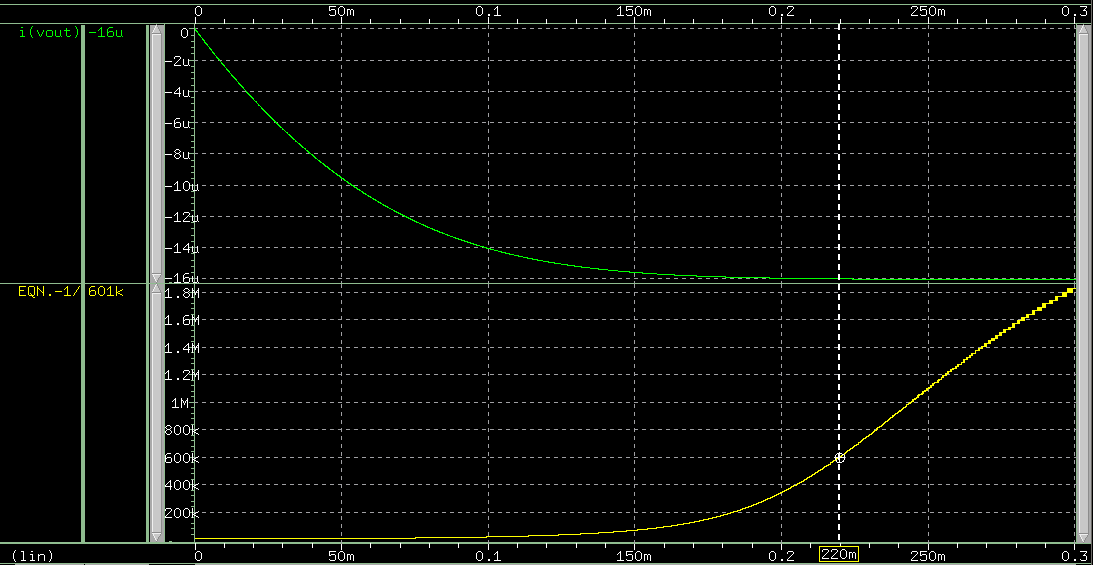 0 50m 0.1 150m 0.2 250m 0.3
i(vout) -16u
0
-2u
-4u
-6u
-8u
-10u
-12u
-14u
-16u
EQN.-1/ 601k
1.8M
1.6M
1.4M
1.2M
1M
800k
600k
400k
200k
(lin) 0 50m 0.1 150m 0.2 220m 250m 0.3